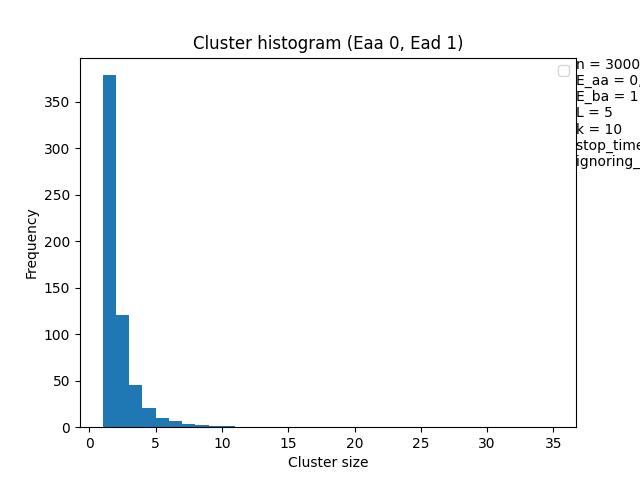 Cluster histogram (Eaa 0, Ead 1)
n = 3000
E_aa = 0,
E_ba = 1
L = 5
k = 10
stop_time
ignoring_
350
300
250
200
150
100
50
0
Frequency
0 5 10 15 20 25 30 35
Cluster size